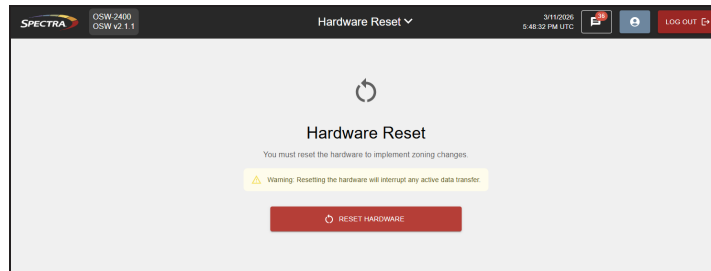 SPECTRA
OSW-2400
OSW v2.1.1
Hardware Reset
3/11/2026
5:48:32 PM UTC
36
LOG OUT
Hardware Reset
You must reset the hardware to implement zoning changes.
Warning: Resetting the hardware will interrupt any active data transfer.
RESET HARDWARE